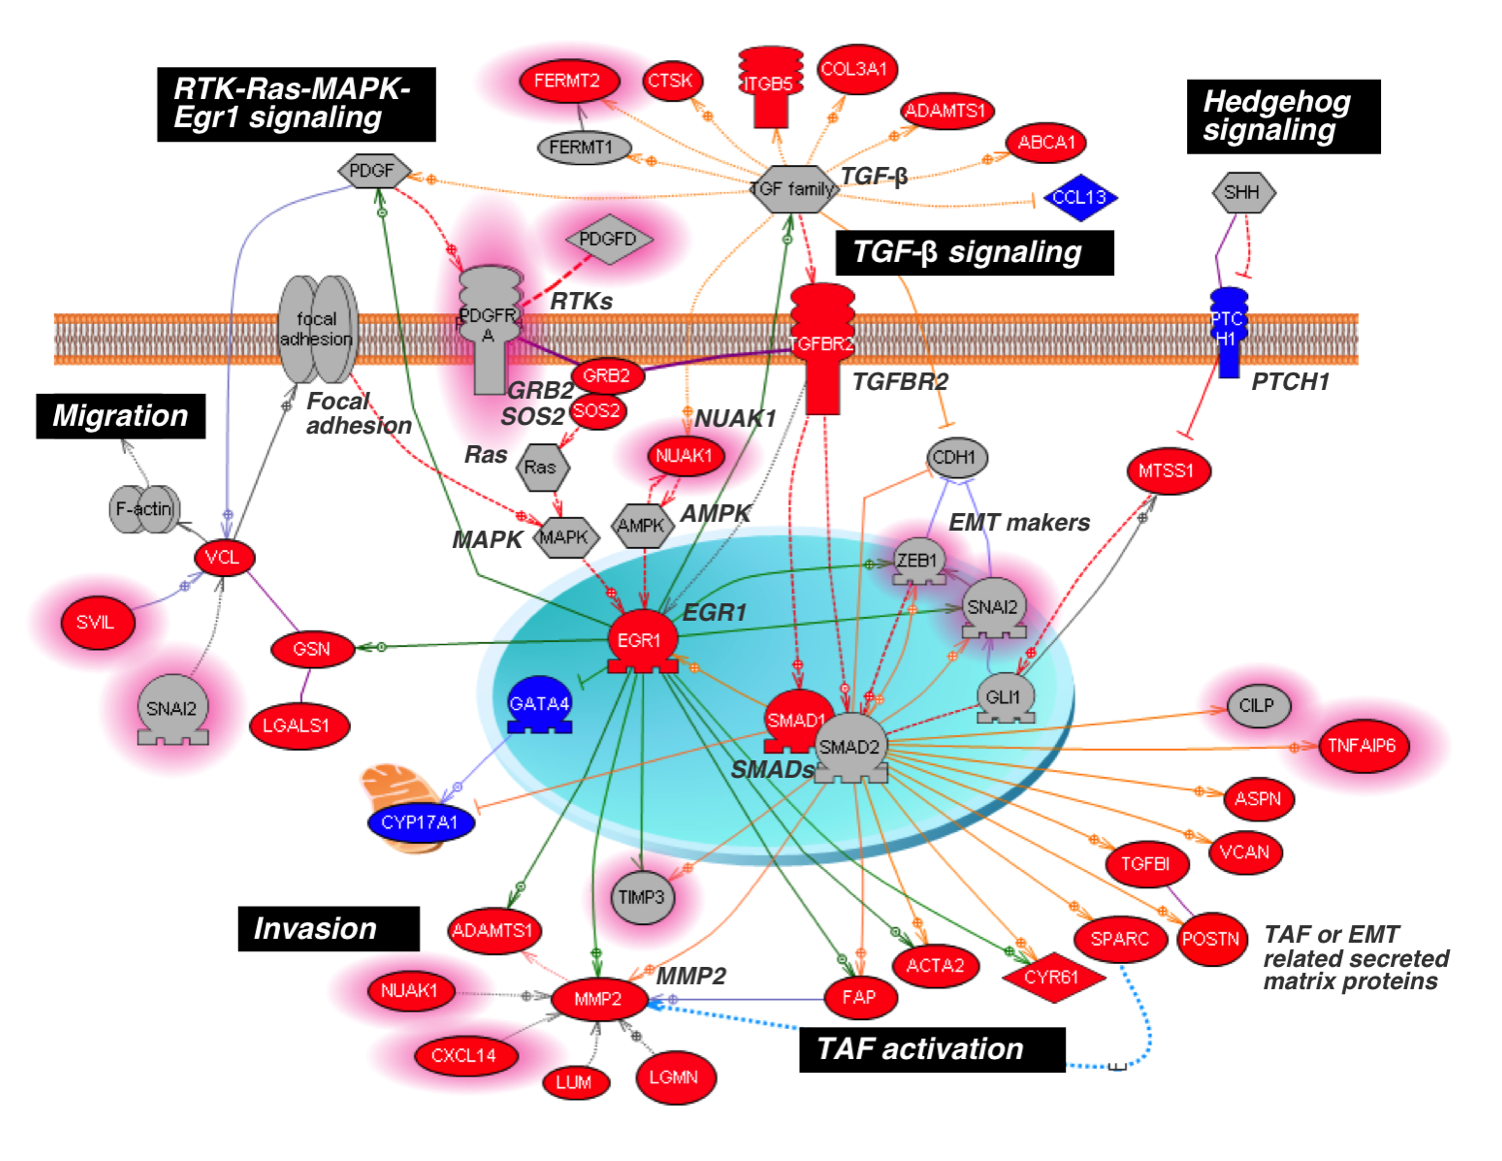 RTK-Ras-MAPK-
Egr1 signaling
FERMT2
CTSK
ITGB5
COL3A1
ADAMTS1
ABCA1
Hedgehog
signaling
FERMT1
PDGF
TGF family
TGF-β
CCL13
SHH
PDGFD
TGF-β signaling
RTKs
focal
adhesion
PDGFR
A
TGFBR2
PTC
H1
GRB2
GRB2
TGFBR2
PTCH1
Migration
Focal
adhesion
SOS2
SOS2
NUAK1
Ras
Ras
NUAK1
CDH1
MTSS1
F-actin
MAPK
MAPK
AMPK
AMPK
EMT makers
VCL
ZEB1
SVIL
EGR1
EGR1
SNAI2
GSN
SNAI2
LGALS1
GATA4
SMAD1
GLI1
CILP
SMAD2
SMADs
TNFAIP6
CYP17A1
ASPN
VCAN
TGFBI
TIMP3
Invasion
ADAMTS1
SPARC
POSTN
TAF or EMT
related secreted
matrix proteins
ACTA2
CYR61
NUAK1
MMP2
MMP2
FAP
CXCL14
TAF activation
LUM
LGMN